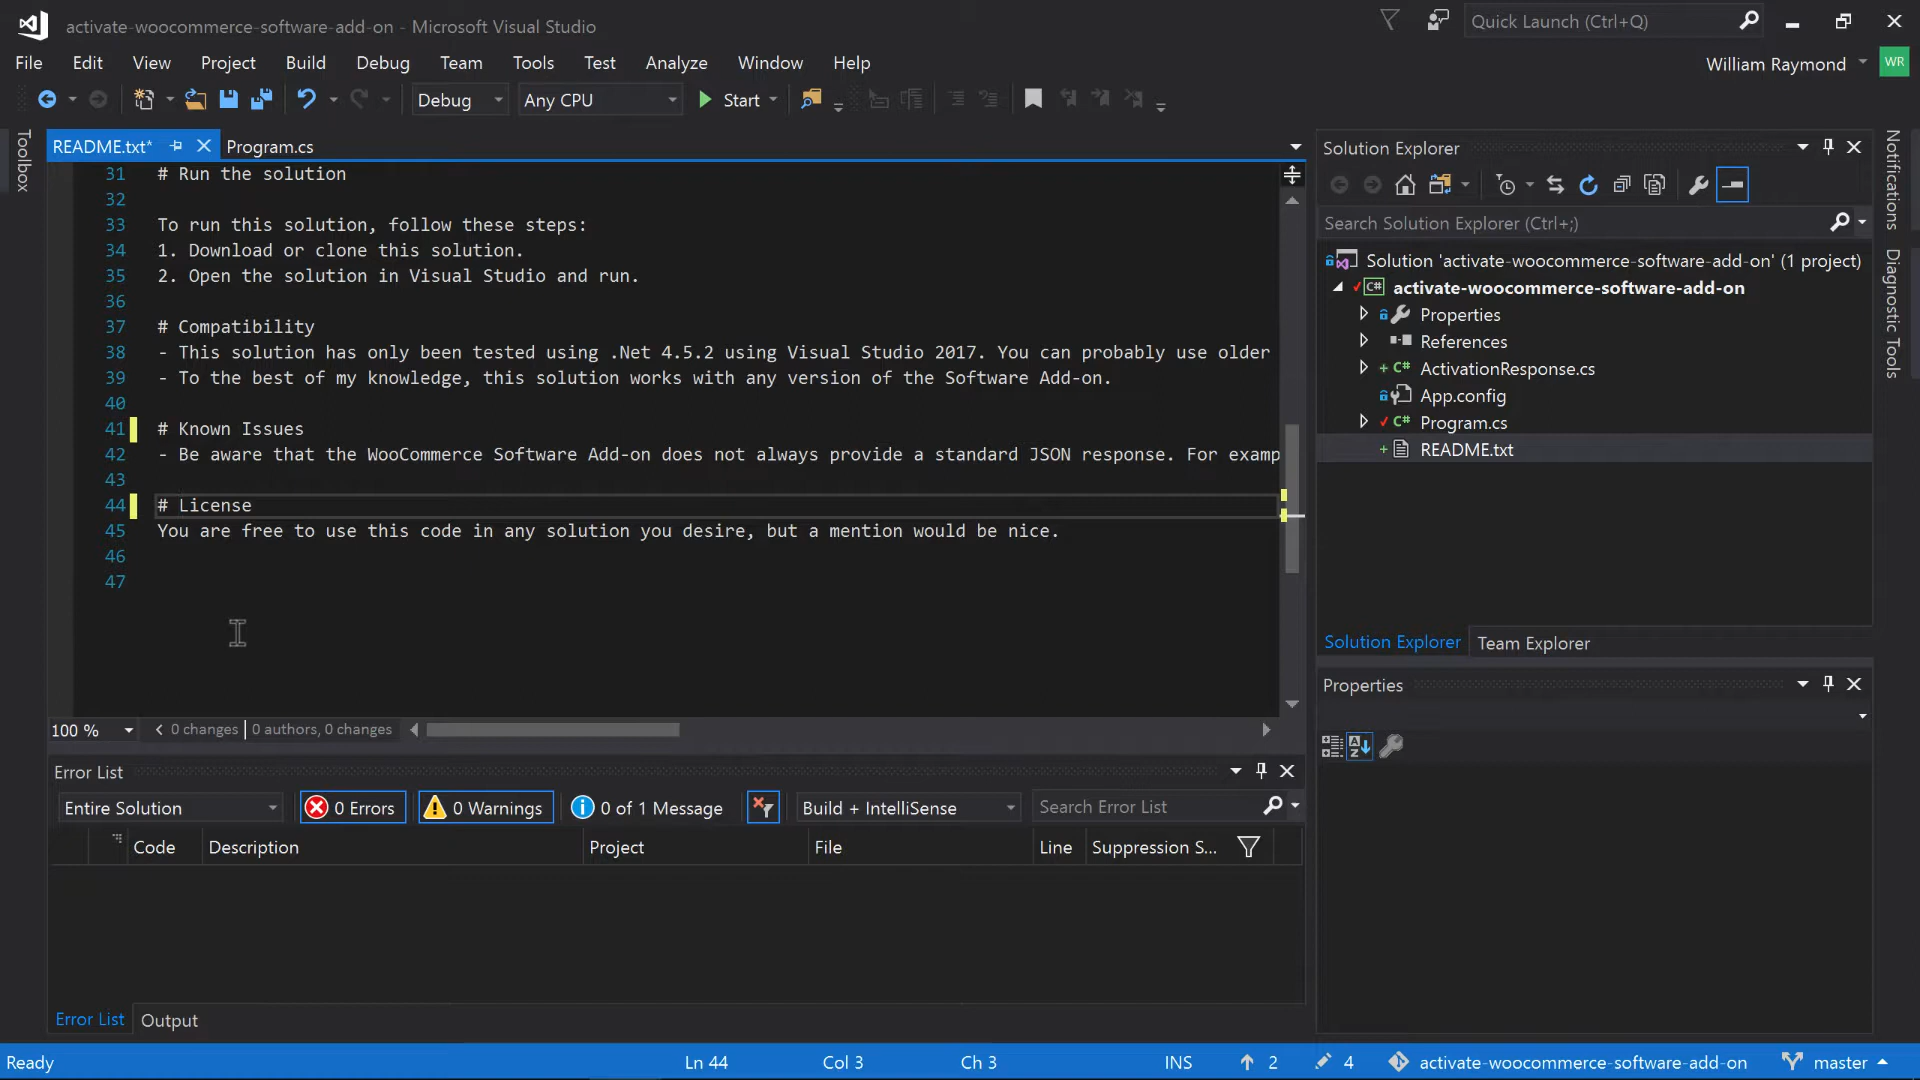 activate-woocommerce-software-add-on - Microsoft Visual Studio
Quick Launch (Ctrl+Q)
File Edit View Project Build Debug Team Tools Test Analyze Window Help
William Raymond WR
Debug Any CPU Start
Toolbox
README.txt* Program.cs
31 # Run the solution
32
33 To run this solution, follow these steps:
34 1. Download or clone this solution.
35 2. Open the solution in Visual Studio and run.
36
37 # Compatibility
38 - This solution has only been tested using .Net 4.5.2 using Visual Studio 2017. You can probably use older
39 - To the best of my knowledge, this solution works with any version of the Software Add-on.
40
41 # Known Issues
42 - Be aware that the WooCommerce Software Add-on does not always provide a standard JSON response. For examp
43
44 # License
45 You are free to use this code in any solution you desire, but a mention would be nice.
46
47
100 % 0 changes | 0 authors, 0 changes
Solution Explorer
Search Solution Explorer (Ctrl+;)
Solution 'activate-woocommerce-software-add-on' (1 project)
C# activate-woocommerce-software-add-on
Properties
References
+ C# ActivationResponse.cs
App.config
C# Program.cs
+ README.txt
Solution Explorer Team Explorer
Properties
Notifications
Diagnostic Tools
Error List
Entire Solution 0 Errors 0 Warnings 0 of 1 Message Build + IntelliSense Search Error List
Code Description Project File Line Suppression S...
Error List Output
Ready Ln 44 Col 3 Ch 3 INS 2 4 activate-woocommerce-software-add-on master